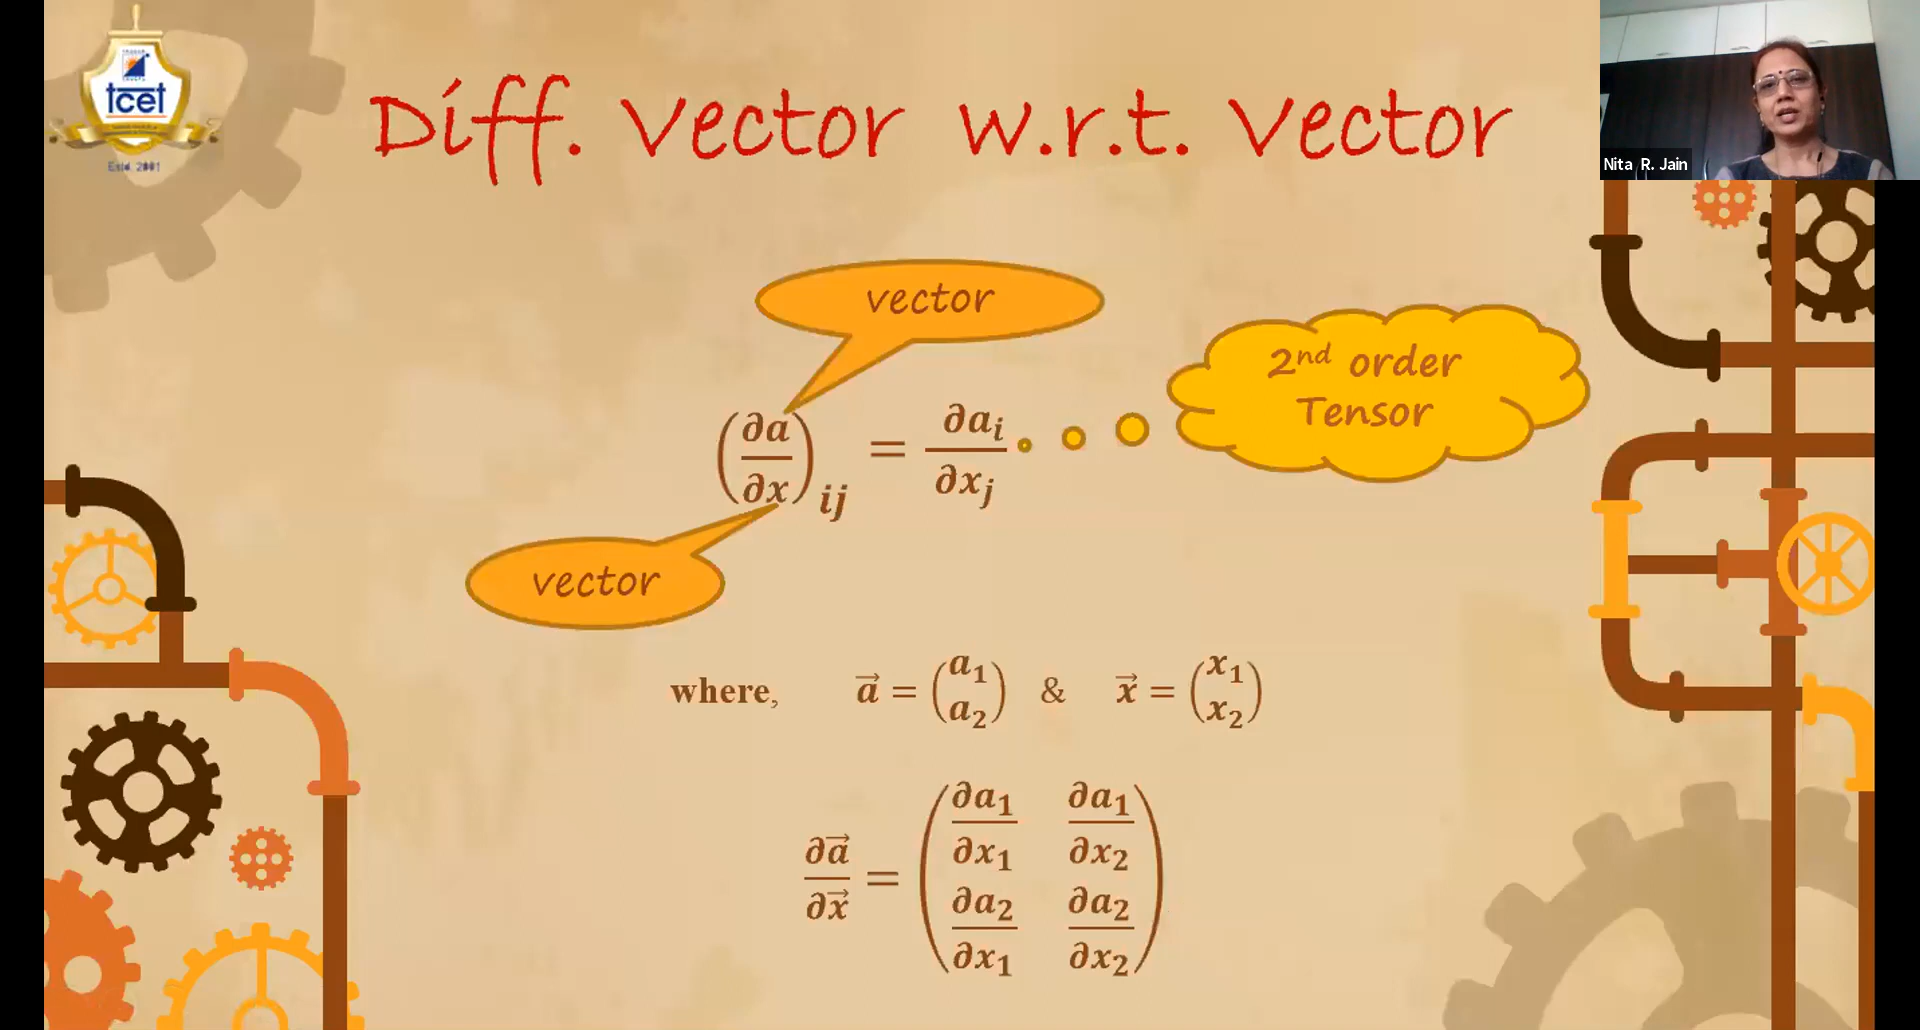 tcet
Estd. 2001
Diff. Vector w.r.t. Vector
Nita R. Jain
vector
2nd order
Tensor
(∂a/∂x)ij = ∂ai/∂xj
vector
where, a⃗ = (a1 a2) & x⃗ = (x1 x2)
∂a⃗/∂x⃗ = (∂a1/∂x1 ∂a1/∂x2
∂a2/∂x1 ∂a2/∂x2)